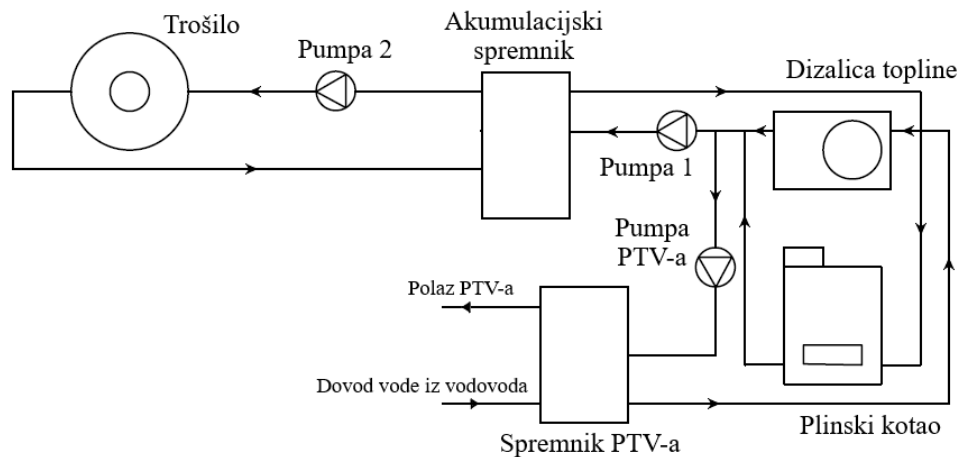 Trošilo
Pumpa 2
Akumulacijski
spremnik
Dizalica topline
Pumpa 1
Pumpa
PTV-a
Polaz PTV-a
Dovod vode iz vodovoda
Spremnik PTV-a
Plinski kotao